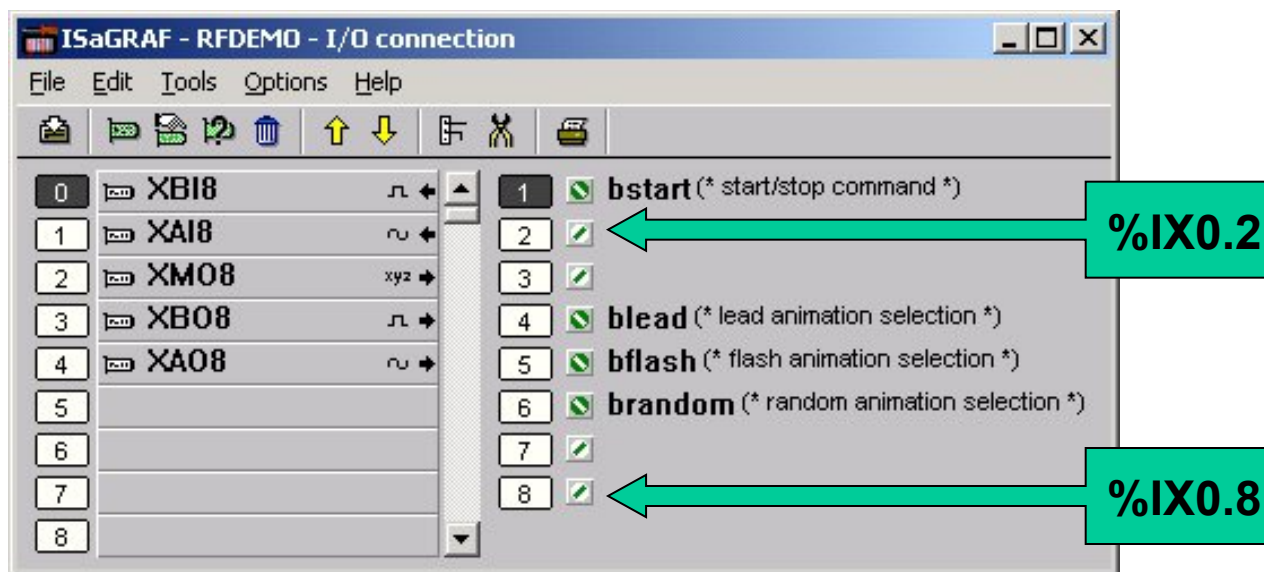 ISaGRAF - RFDEMO - I/O connection
File Edit Tools Options Help
0 XBI8
1 XAI8
2 XMO8 xyz
3 XBO8
4 XAO8
5
6
7
8
1 bstart (* start/stop command *)
2
3
4 blead (* lead animation selection *)
5 bflash (* flash animation selection *)
6 brandom (* random animation selection *)
7
8
%IX0.2
%IX0.8